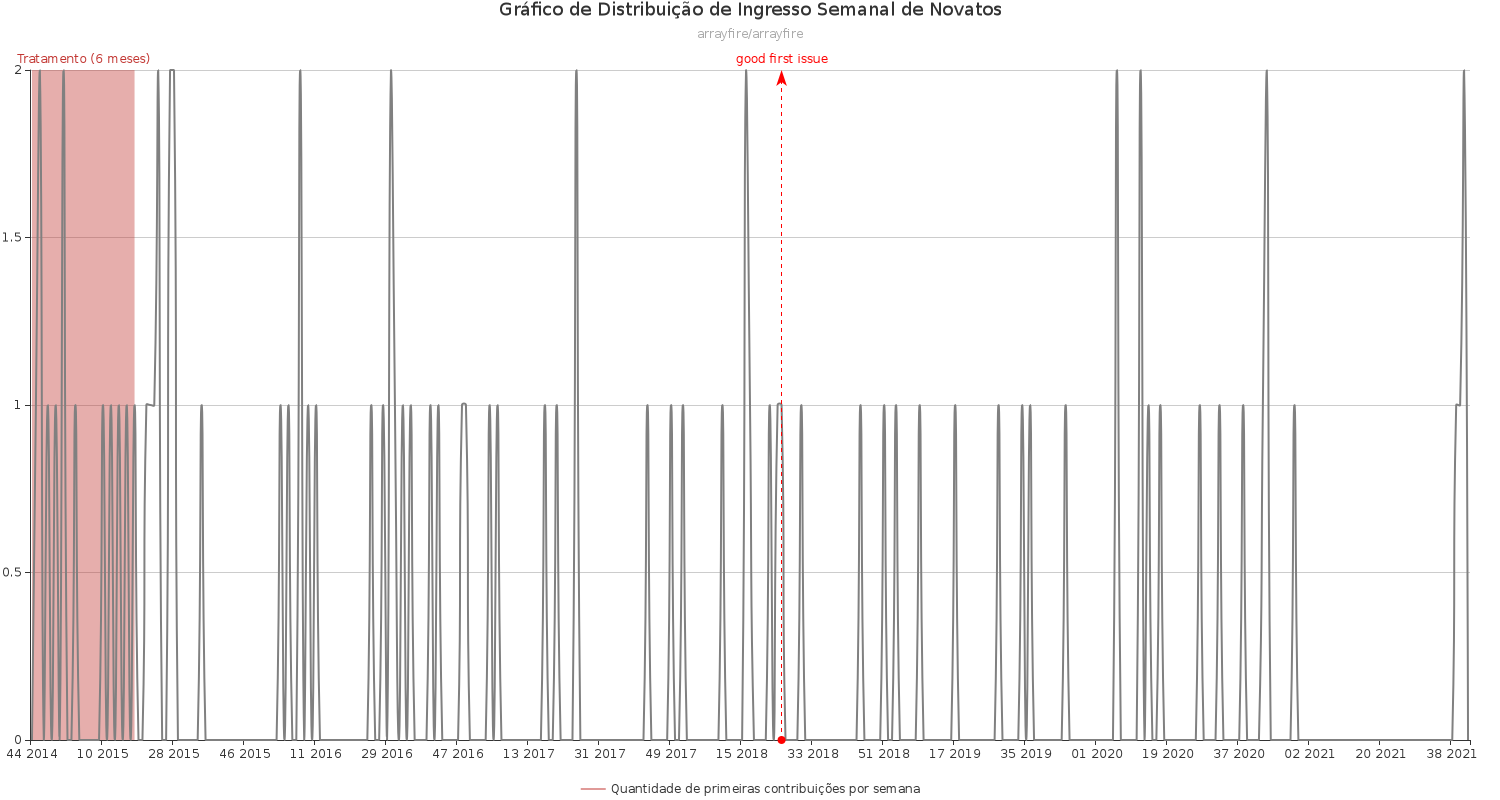 Gráfico de Distribuição de Ingresso Semanal de Novatos
arrayfire/arrayfire
Tratamento (6 meses)
good first issue
2
1.5
1
0.5
0
44 2014 10 2015 28 2015 46 2015 11 2016 29 2016 47 2016 13 2017 31 2017 49 2017 15 2018 33 2018 51 2018 17 2019 35 2019 01 2020 19 2020 37 2020 02 2021 20 2021 38 2021
Quantidade de primeiras contribuições por semana